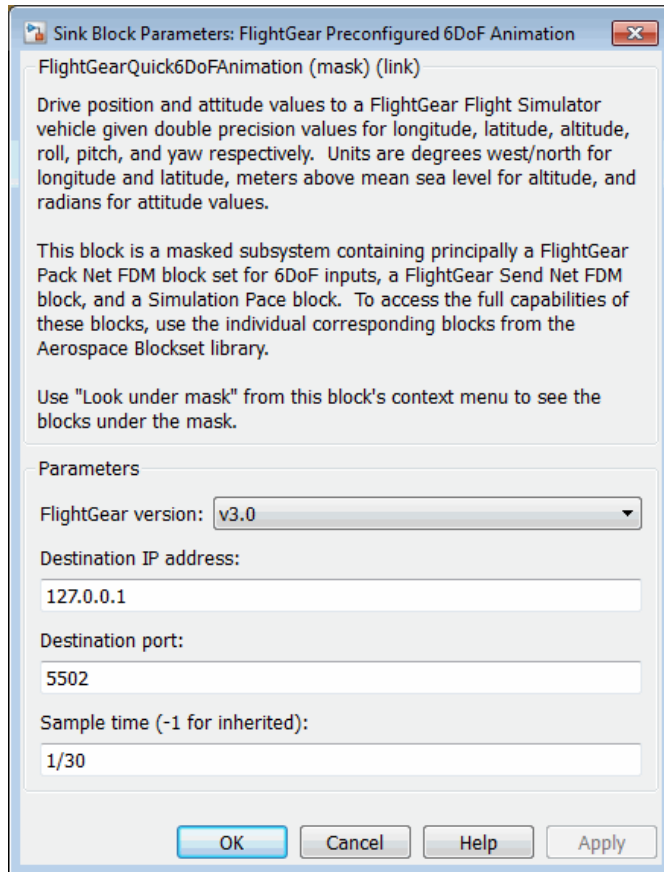 Sink Block Parameters: FlightGear Preconfigured 6DoF Animation
FlightGearQuick6DoFAnimation (mask) (link)
Drive position and attitude values to a FlightGear Flight Simulator
vehicle given double precision values for longitude, latitude, altitude,
roll, pitch, and yaw respectively.  Units are degrees west/north for
longitude and latitude, meters above mean sea level for altitude, and
radians for attitude values.
This block is a masked subsystem containing principally a FlightGear
Pack Net FDM block set for 6DoF inputs, a FlightGear Send Net FDM
block, and a Simulation Pace block.  To access the full capabilities of
these blocks, use the individual corresponding blocks from the
Aerospace Blockset library.
Use "Look under mask" from this block's context menu to see the
blocks under the mask.
Parameters
FlightGear version: v3.0
Destination IP address:
127.0.0.1
Destination port:
5502
Sample time (-1 for inherited):
1/30
OK Cancel Help Apply